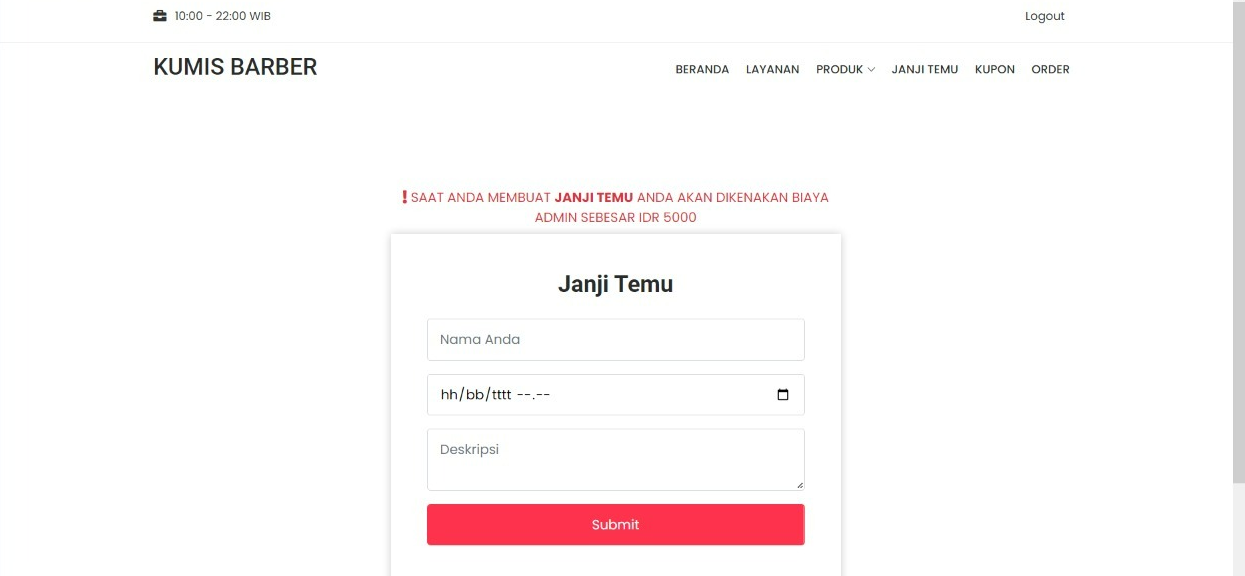 10:00 - 22:00 WIB
Logout
KUMIS BARBER
BERANDA LAYANAN PRODUK JANJI TEMU KUPON ORDER
SAAT ANDA MEMBUAT JANJI TEMU ANDA AKAN DIKENAKAN BIAYA
ADMIN SEBESAR IDR 5000
Janji Temu
Nama Anda
hh/bb/tttt --.--
Deskripsi
Submit